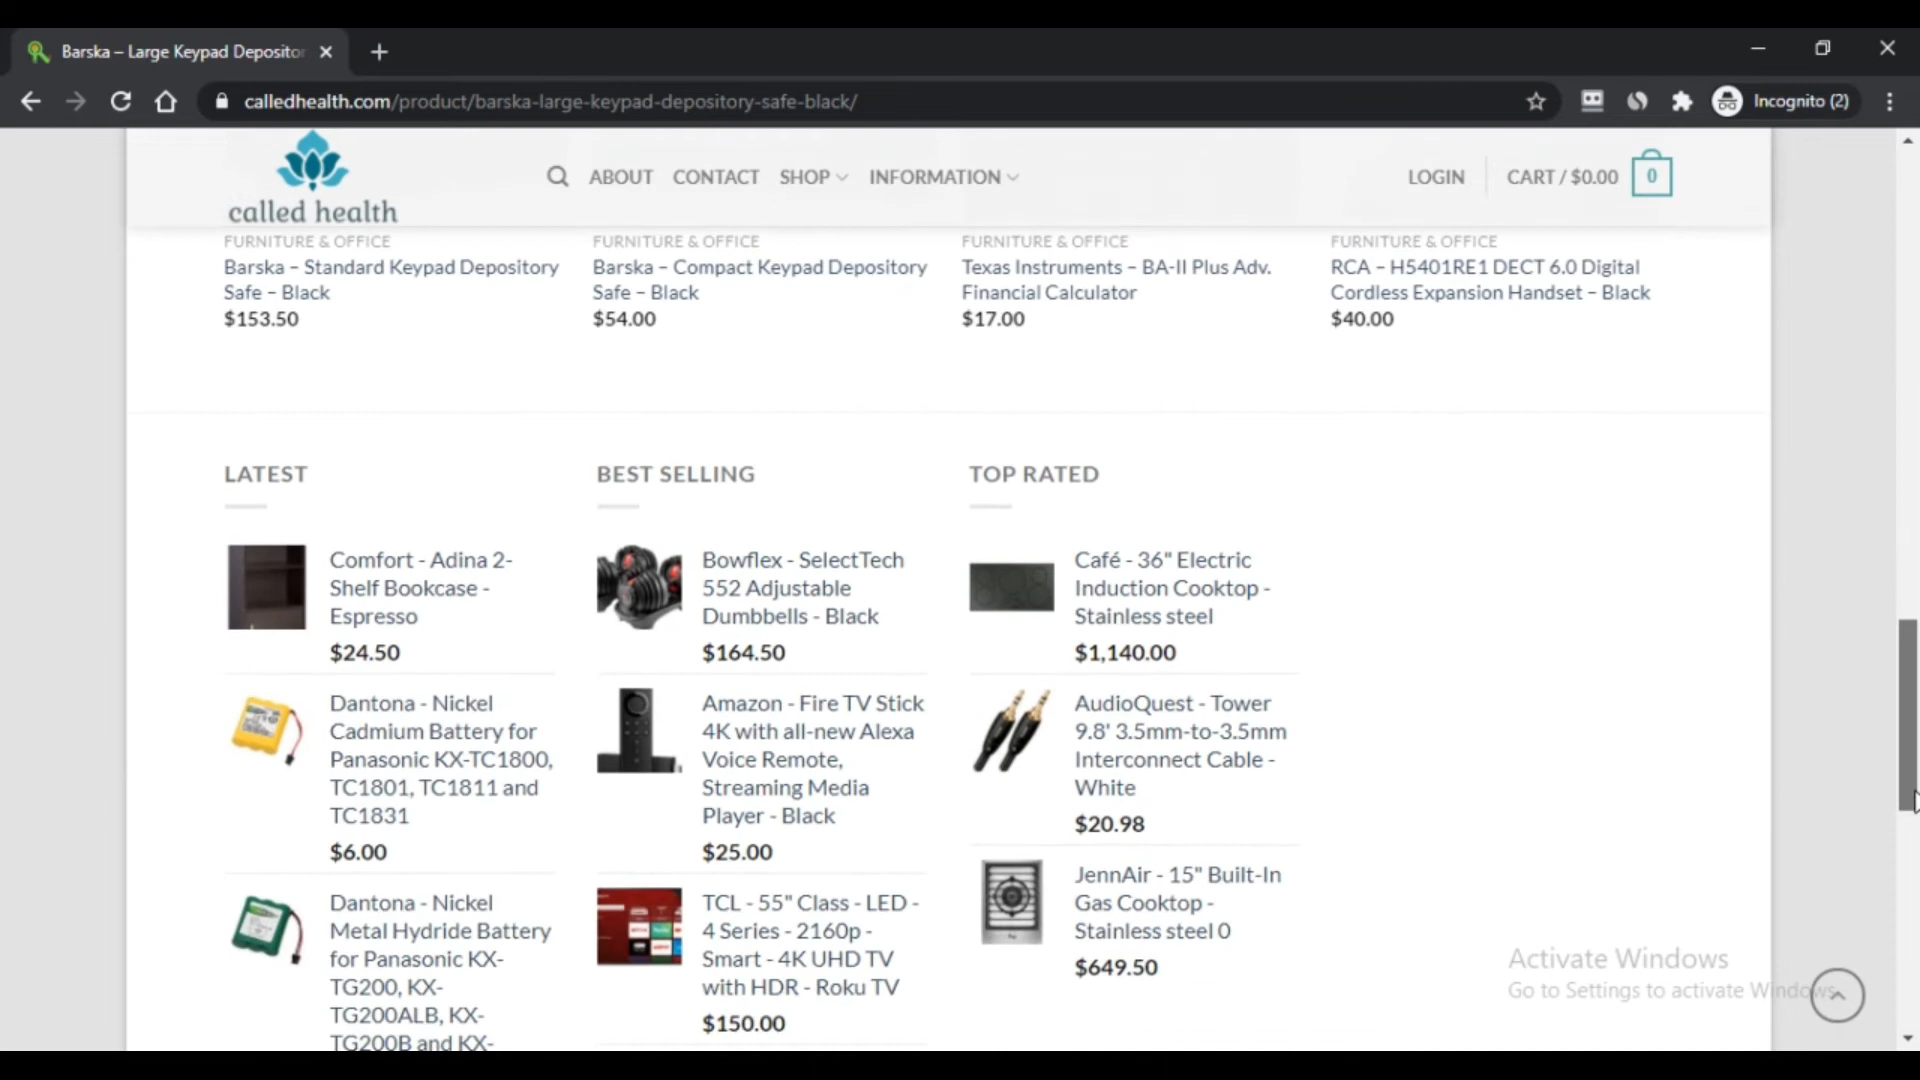 Barska – Large Keypad Depositor
calledhealth.com/product/barska-large-keypad-depository-safe-black/
Incognito (2)
called health
ABOUT
CONTACT
SHOP
INFORMATION
LOGIN
CART / $0.00
0
FURNITURE & OFFICE
Barska – Standard Keypad Depository
Safe – Black
$153.50
FURNITURE & OFFICE
Barska – Compact Keypad Depository
Safe – Black
$54.00
FURNITURE & OFFICE
Texas Instruments – BA-II Plus Adv.
Financial Calculator
$17.00
FURNITURE & OFFICE
RCA – H5401RE1 DECT 6.0 Digital
Cordless Expansion Handset – Black
$40.00
LATEST
Comfort - Adina 2-
Shelf Bookcase -
Espresso
$24.50
Dantona - Nickel
Cadmium Battery for
Panasonic KX-TC1800,
TC1801, TC1811 and
TC1831
$6.00
Dantona - Nickel
Metal Hydride Battery
for Panasonic KX-
TG200, KX-
TG200ALB, KX-
TG200B and KX-
BEST SELLING
Bowflex - SelectTech
552 Adjustable
Dumbbells - Black
$164.50
Amazon - Fire TV Stick
4K with all-new Alexa
Voice Remote,
Streaming Media
Player - Black
$25.00
TCL - 55" Class - LED -
4 Series - 2160p -
Smart - 4K UHD TV
with HDR - Roku TV
$150.00
TOP RATED
Café - 36" Electric
Induction Cooktop -
Stainless steel
$1,140.00
AudioQuest - Tower
9.8' 3.5mm-to-3.5mm
Interconnect Cable -
White
$20.98
JennAir - 15" Built-In
Gas Cooktop -
Stainless steel 0
$649.50
Activate Windows
Go to Settings to activate Windows.